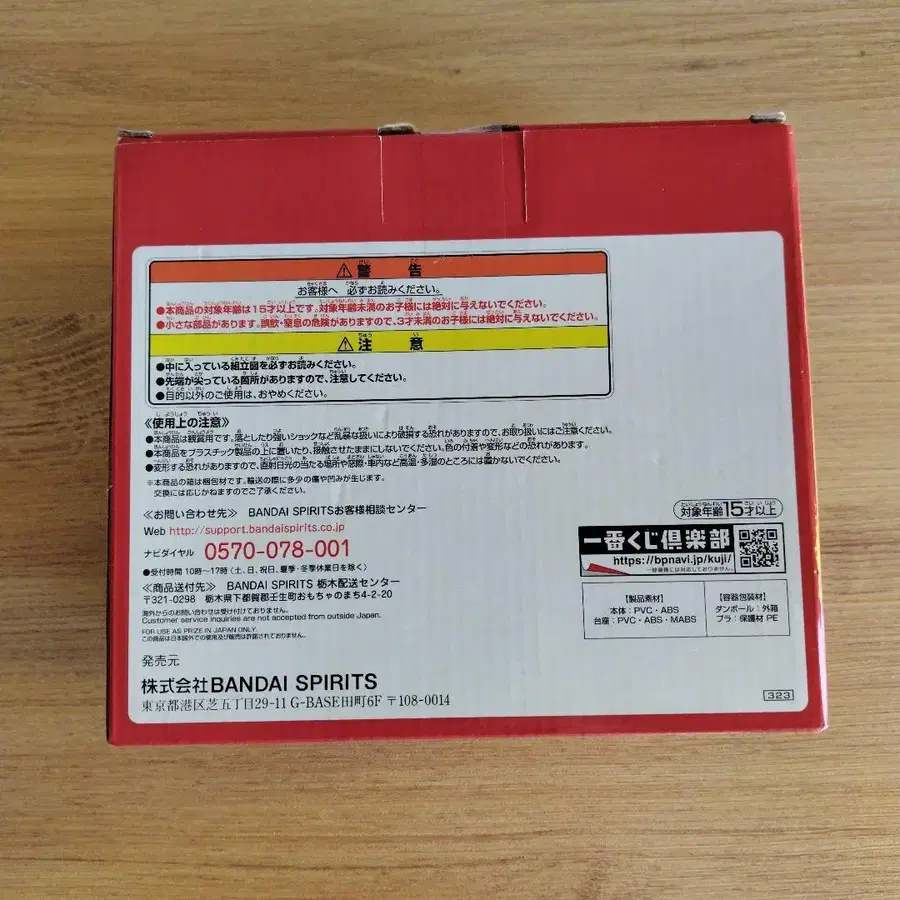 ⚠警告
お客様へ 必ずお読みください。
●本商品の対象年齢は15才以上です。対象年齢未満のお子様には絶対に与えないでください。
●小さな部品があります。誤飲・窒息の危険がありますので、3才未満のお子様には絶対に与えないでください。
⚠注意
●中に入っている組立図を必ずお読みください。
●先端が尖っている箇所がありますので、注意してください。
●目的以外のご使用は、おやめください。
《使用上の注意》
●本商品は観賞用です。落としたり強いショックなど乱暴な扱いにより破損する恐れがありますので、お取り扱いにはご注意ください。
●本商品をプラスチック製品の上に置いたり、接触させたままにしないでください。色の付着や変形などの恐れがあります。
●変形する恐れがありますので、直射日光の当たる場所や窓際・車内など高温・多湿のところには置かないでください。
※本商品の箱は梱包材です。輸送の際に多少の傷や凹みが生じます。
交換には応じかねますのでご了承ください。
≪お問い合わせ先≫ BANDAI SPIRITSお客様相談センター
Web http://support.bandaispirits.co.jp
ナビダイヤル 0570-078-001
●受付時間 10時~17時 (土、日、祝日、夏季・冬季休業日を除く)
≪商品送付先≫ BANDAI SPIRITS 栃木配送センター
〒321-0298 栃木県下都賀郡壬生町おもちゃのまち4-2-20
海外からのお問い合わせは受け付けておりません。
Customer service inquiries are not accepted from outside Japan.
FOR USE AS PRIZE IN JAPAN ONLY.
この商品は日本国外での使用及び販売は許諾されておりません。
発売元
株式会社BANDAI SPIRITS
東京都港区芝五丁目29-11 G-BASE田町6F 〒108-0014
対象年齢15才以上
一番くじ倶楽部
https://bpnavi.jp/kuji/
【製品素材】
本体:PVC・ABS
台座:PVC・ABS・MABS
【容器包装材】
ダンボール:外箱
プラ:保護材 PE
323